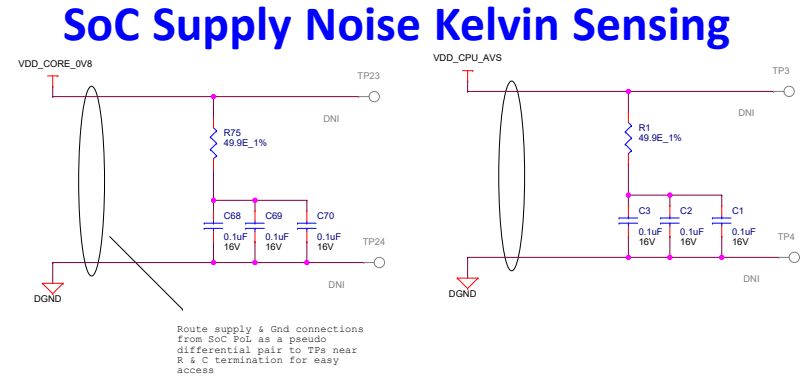 SoC Supply Noise Kelvin Sensing
VDD_CORE_0V8
TP23
DNI
R75
49.9E_1%
C68
C69
C70
0.1uF
0.1uF
0.1uF
16V
16V
16V
TP24
DNI
DGND
Route supply & Gnd connections
from SoC PoL as a pseudo
differential pair to TPs near
R & C termination for easy
access
VDD_CPU_AVS
TP3
DNI
R1
49.9E_1%
C3
C2
C1
0.1uF
0.1uF
0.1uF
16V
16V
16V
TP4
DNI
DGND